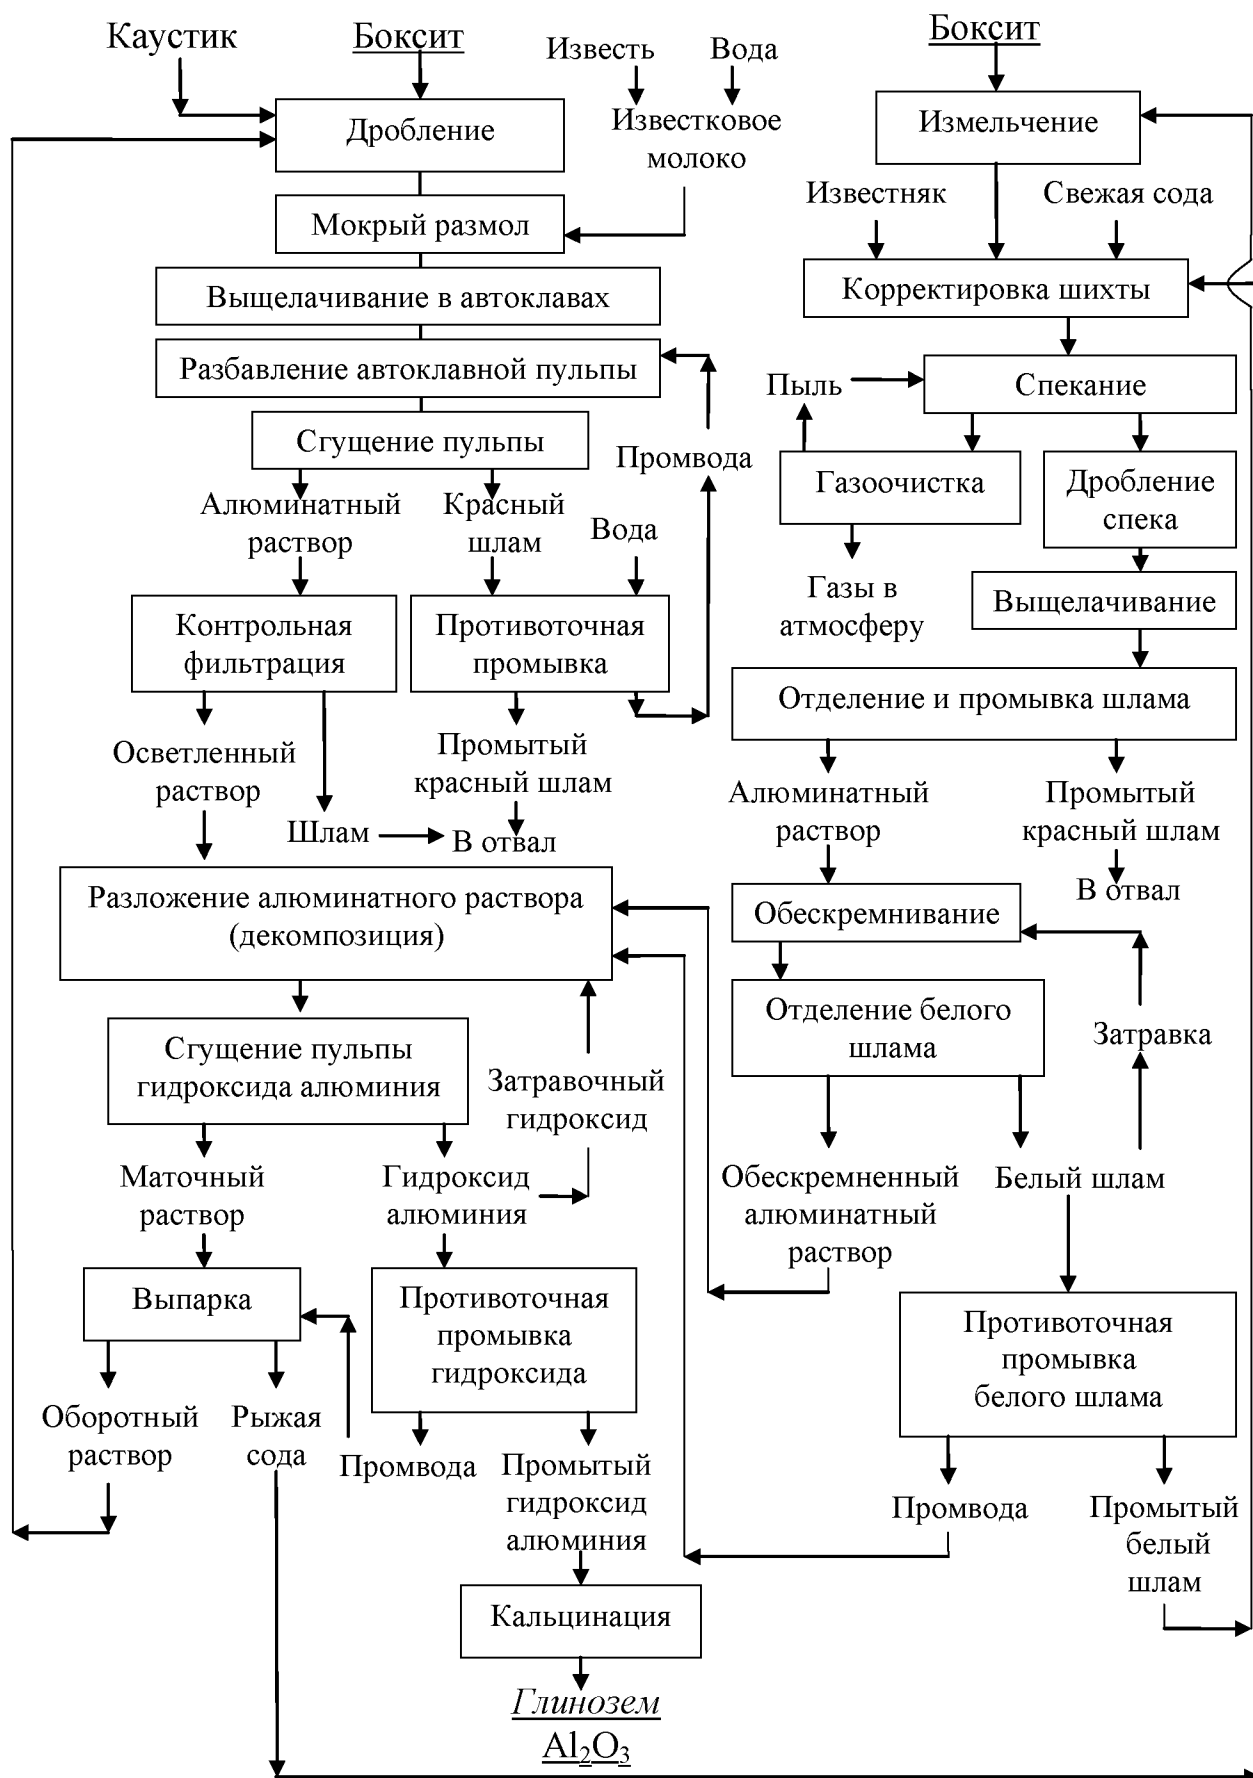 Каустик
Боксит
Известь
Вода
Известковое
молоко
Дробление
Мокрый размол
Выщелачивание в автоклавах
Разбавление автоклавной пульпы
Сгущение пульпы
Алюминатный
раствор
Красный
шлам
Вода
Промвода
Контрольная
фильтрация
Противоточная
промывка
Осветленный
раствор
Шлам
Промытый
красный шлам
В отвал
Разложение алюминатного раствора
(декомпозиция)
Сгущение пульпы
гидроксида алюминия
Затравочный
гидроксид
Маточный
раствор
Гидроксид
алюминия
Выпарка
Противоточная
промывка
гидроксида
Оборотный
раствор
Рыжая
сода
Промвода
Промытый
гидроксид
алюминия
Кальцинация
Глинозем
Al2O3
Боксит
Измельчение
Известняк
Свежая сода
Корректировка шихты
Пыль
Спекание
Газоочистка
Дробление
спека
Газы в
атмосферу
Выщелачивание
Отделение и промывка шлама
Алюминатный
раствор
Промытый
красный шлам
В отвал
Обескремнивание
Отделение белого
шлама
Затравка
Обескремненный
алюминатный
раствор
Белый шлам
Противоточная
промывка
белого шлама
Промвода
Промытый
белый
шлам